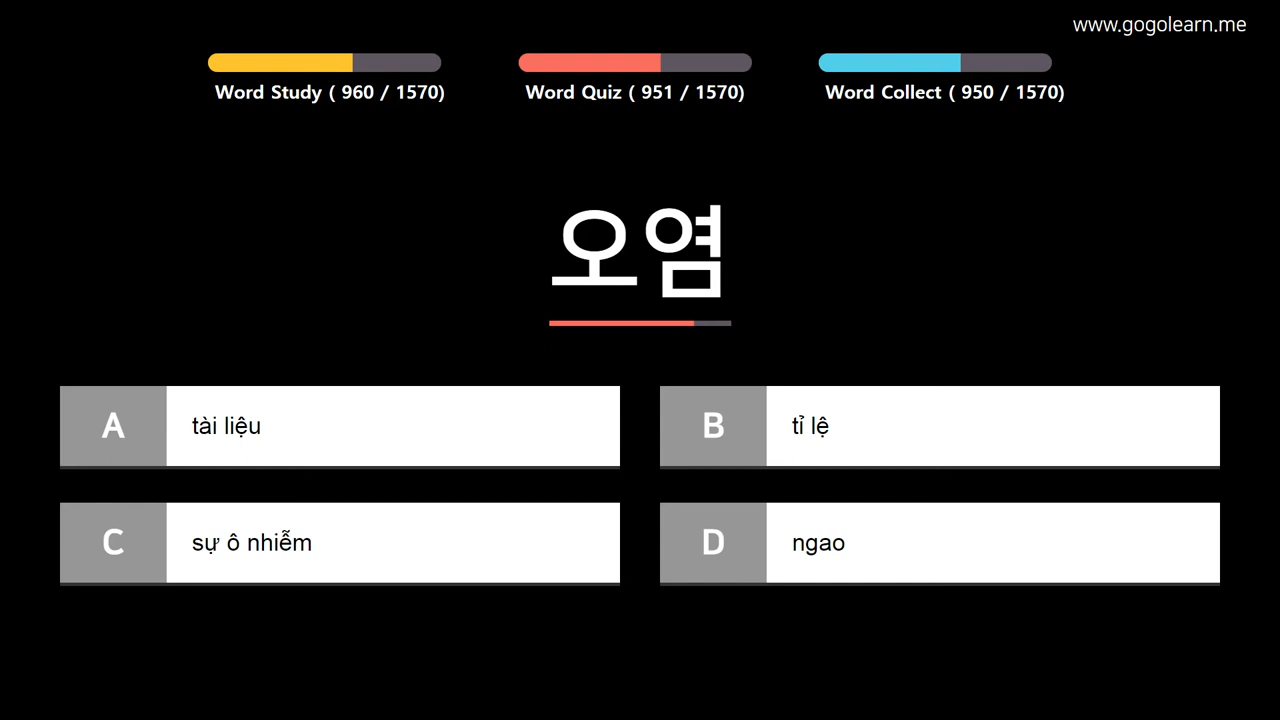 www.gogolearn.me
Word Study ( 960 / 1570)
Word Quiz ( 951 / 1570)
Word Collect ( 950 / 1570)
오염
A tài liệu
B tỉ lệ
C sự ô nhiễm
D ngao